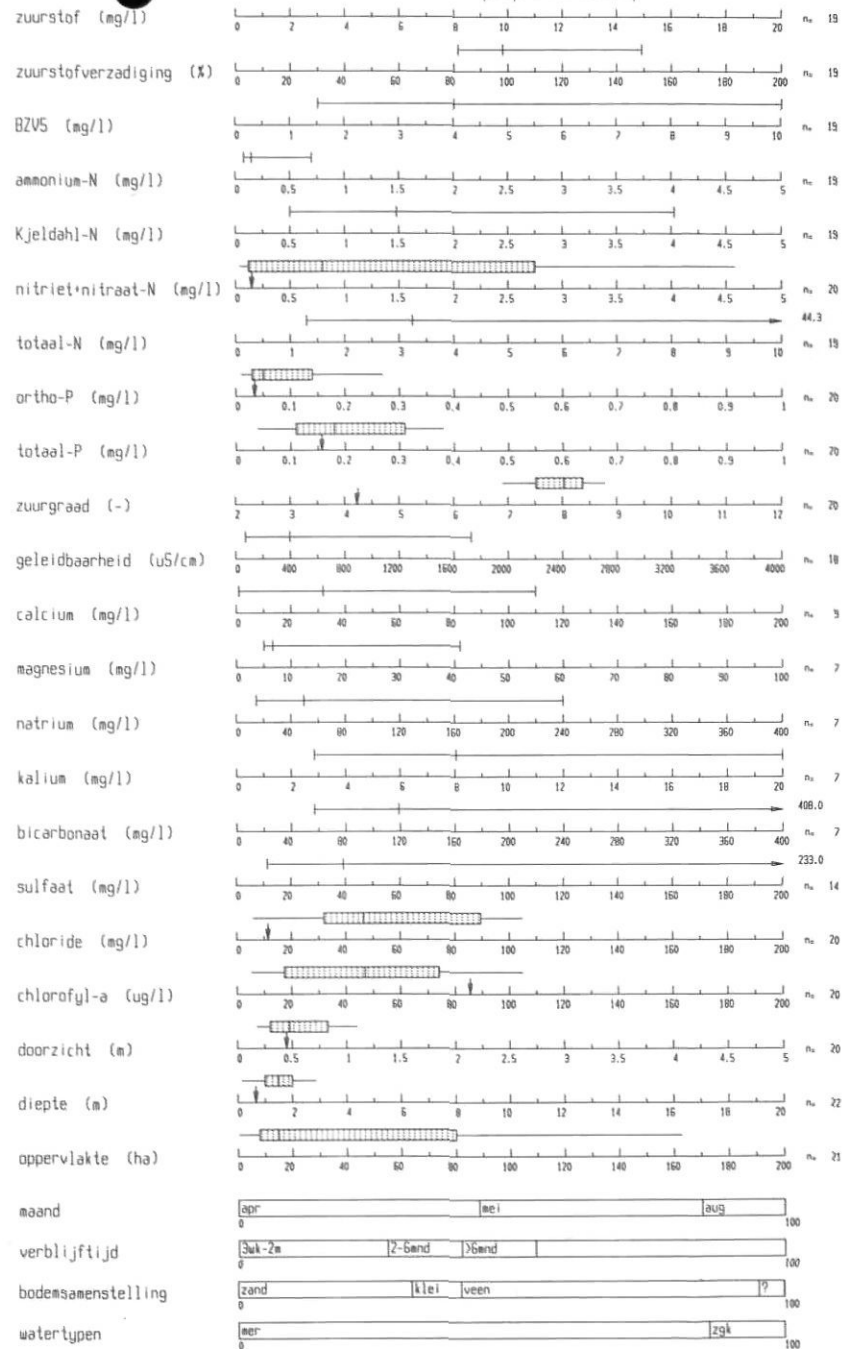 zuurstof (mg/l) 0 2 4 6 8 10 12 14 16 18 20 n= 19
zuurstofverzadiging (%) 0 20 40 60 80 100 120 140 160 180 200 n= 19
BZV5 (mg/l) 0 1 2 3 4 5 6 7 8 9 10 n= 19
ammonium-N (mg/l) 0 0.5 1 1.5 2 2.5 3 3.5 4 4.5 5 n= 19
Kjeldahl-N (mg/l) 0 0.5 1 1.5 2 2.5 3 3.5 4 4.5 5 n= 19
nitriet+nitraat-N (mg/l) 0 0.5 1 1.5 2 2.5 3 3.5 4 4.5 5 n= 20
44.3
totaal-N (mg/l) 0 1 2 3 4 5 6 7 8 9 10 n= 19
ortho-P (mg/l) 0 0.1 0.2 0.3 0.4 0.5 0.6 0.7 0.8 0.9 1 n= 20
totaal-P (mg/l) 0 0.1 0.2 0.3 0.4 0.5 0.6 0.7 0.8 0.9 1 n= 20
zuurgraad (-) 2 3 4 5 6 7 8 9 10 11 12 n= 20
geleidbaarheid (uS/cm) 0 400 800 1200 1600 2000 2400 2800 3200 3600 4000 n= 18
calcium (mg/l) 0 20 40 60 80 100 120 140 160 180 200 n= 9
magnesium (mg/l) 0 10 20 30 40 50 60 70 80 90 100 n= 7
natrium (mg/l) 0 40 80 120 160 200 240 280 320 360 400 n= 7
kalium (mg/l) 0 2 4 6 8 10 12 14 16 18 20 n= 7
408.0
bicarbonaat (mg/l) 0 40 80 120 160 200 240 280 320 360 400 n= 7
233.0
sulfaat (mg/l) 0 20 40 60 80 100 120 140 160 180 200 n= 14
chloride (mg/l) 0 20 40 60 80 100 120 140 160 180 200 n= 20
chlorofyl-a (ug/l) 0 20 40 60 80 100 120 140 160 180 200 n= 20
doorzicht (m) 0 0.5 1 1.5 2 2.5 3 3.5 4 4.5 5 n= 20
diepte (m) 0 2 4 6 8 10 12 14 16 18 20 n= 22
oppervlakte (ha) 0 20 40 60 80 100 120 140 160 180 200 n= 21
maand apr mei aug
0 100
verblijftijd 3wk-2m 2-6mnd >6mnd
0 100
bodemsamenstelling zand klei veen ?
0 100
watertypen mer zgk
0 100